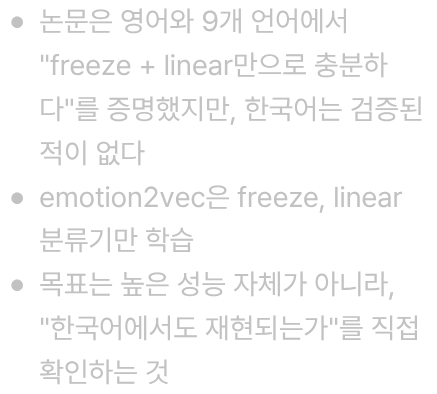 • 논문은 영어와 9개 언어에서
"freeze + linear만으로 충분하
다"를 증명했지만, 한국어는 검증된
적이 없다
• emotion2vec은 freeze, linear
분류기만 학습
• 목표는 높은 성능 자체가 아니라,
"한국어에서도 재현되는가"를 직접
확인하는 것